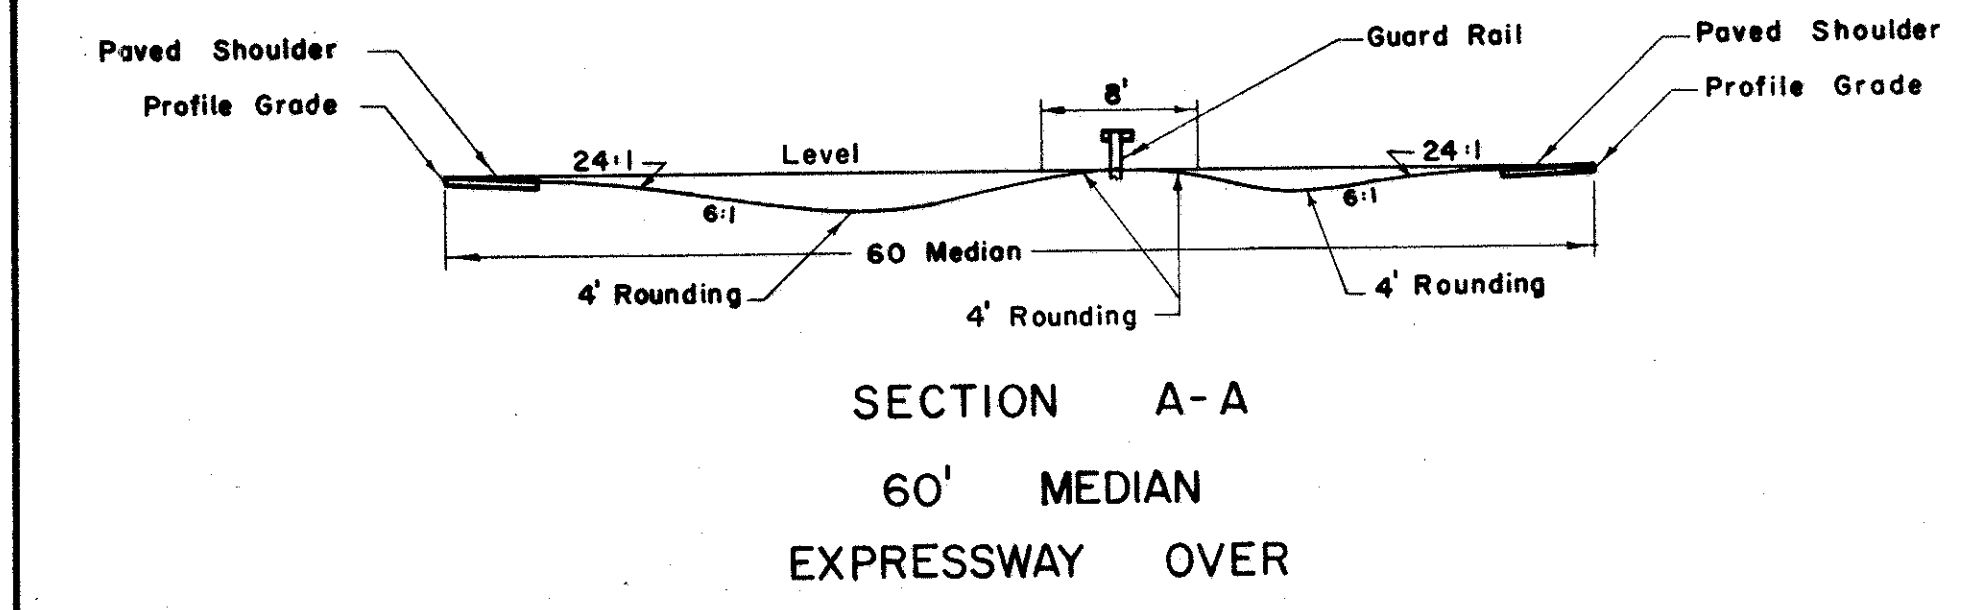 Paved Shoulder
Profile Grade
Guard Rail
Paved Shoulder
Profile Grade
8'
24:1
Level
24:1
6:1
6:1
60 Median
4' Rounding
4' Rounding
4' Rounding
SECTION A-A
60' MEDIAN
EXPRESSWAY OVER